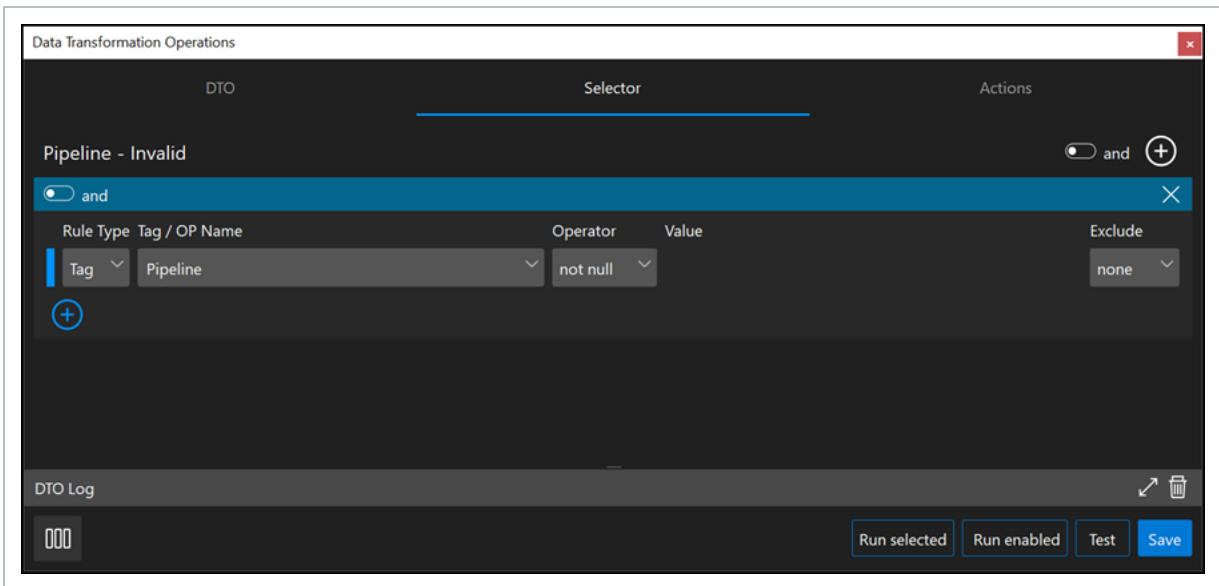 Data Transformation Operations
DTO Selector Actions
Pipeline - Invalid and
and
Rule Type Tag / OP Name Operator Value Exclude
Tag Pipeline not null none
DTO Log
Run selected Run enabled Test Save